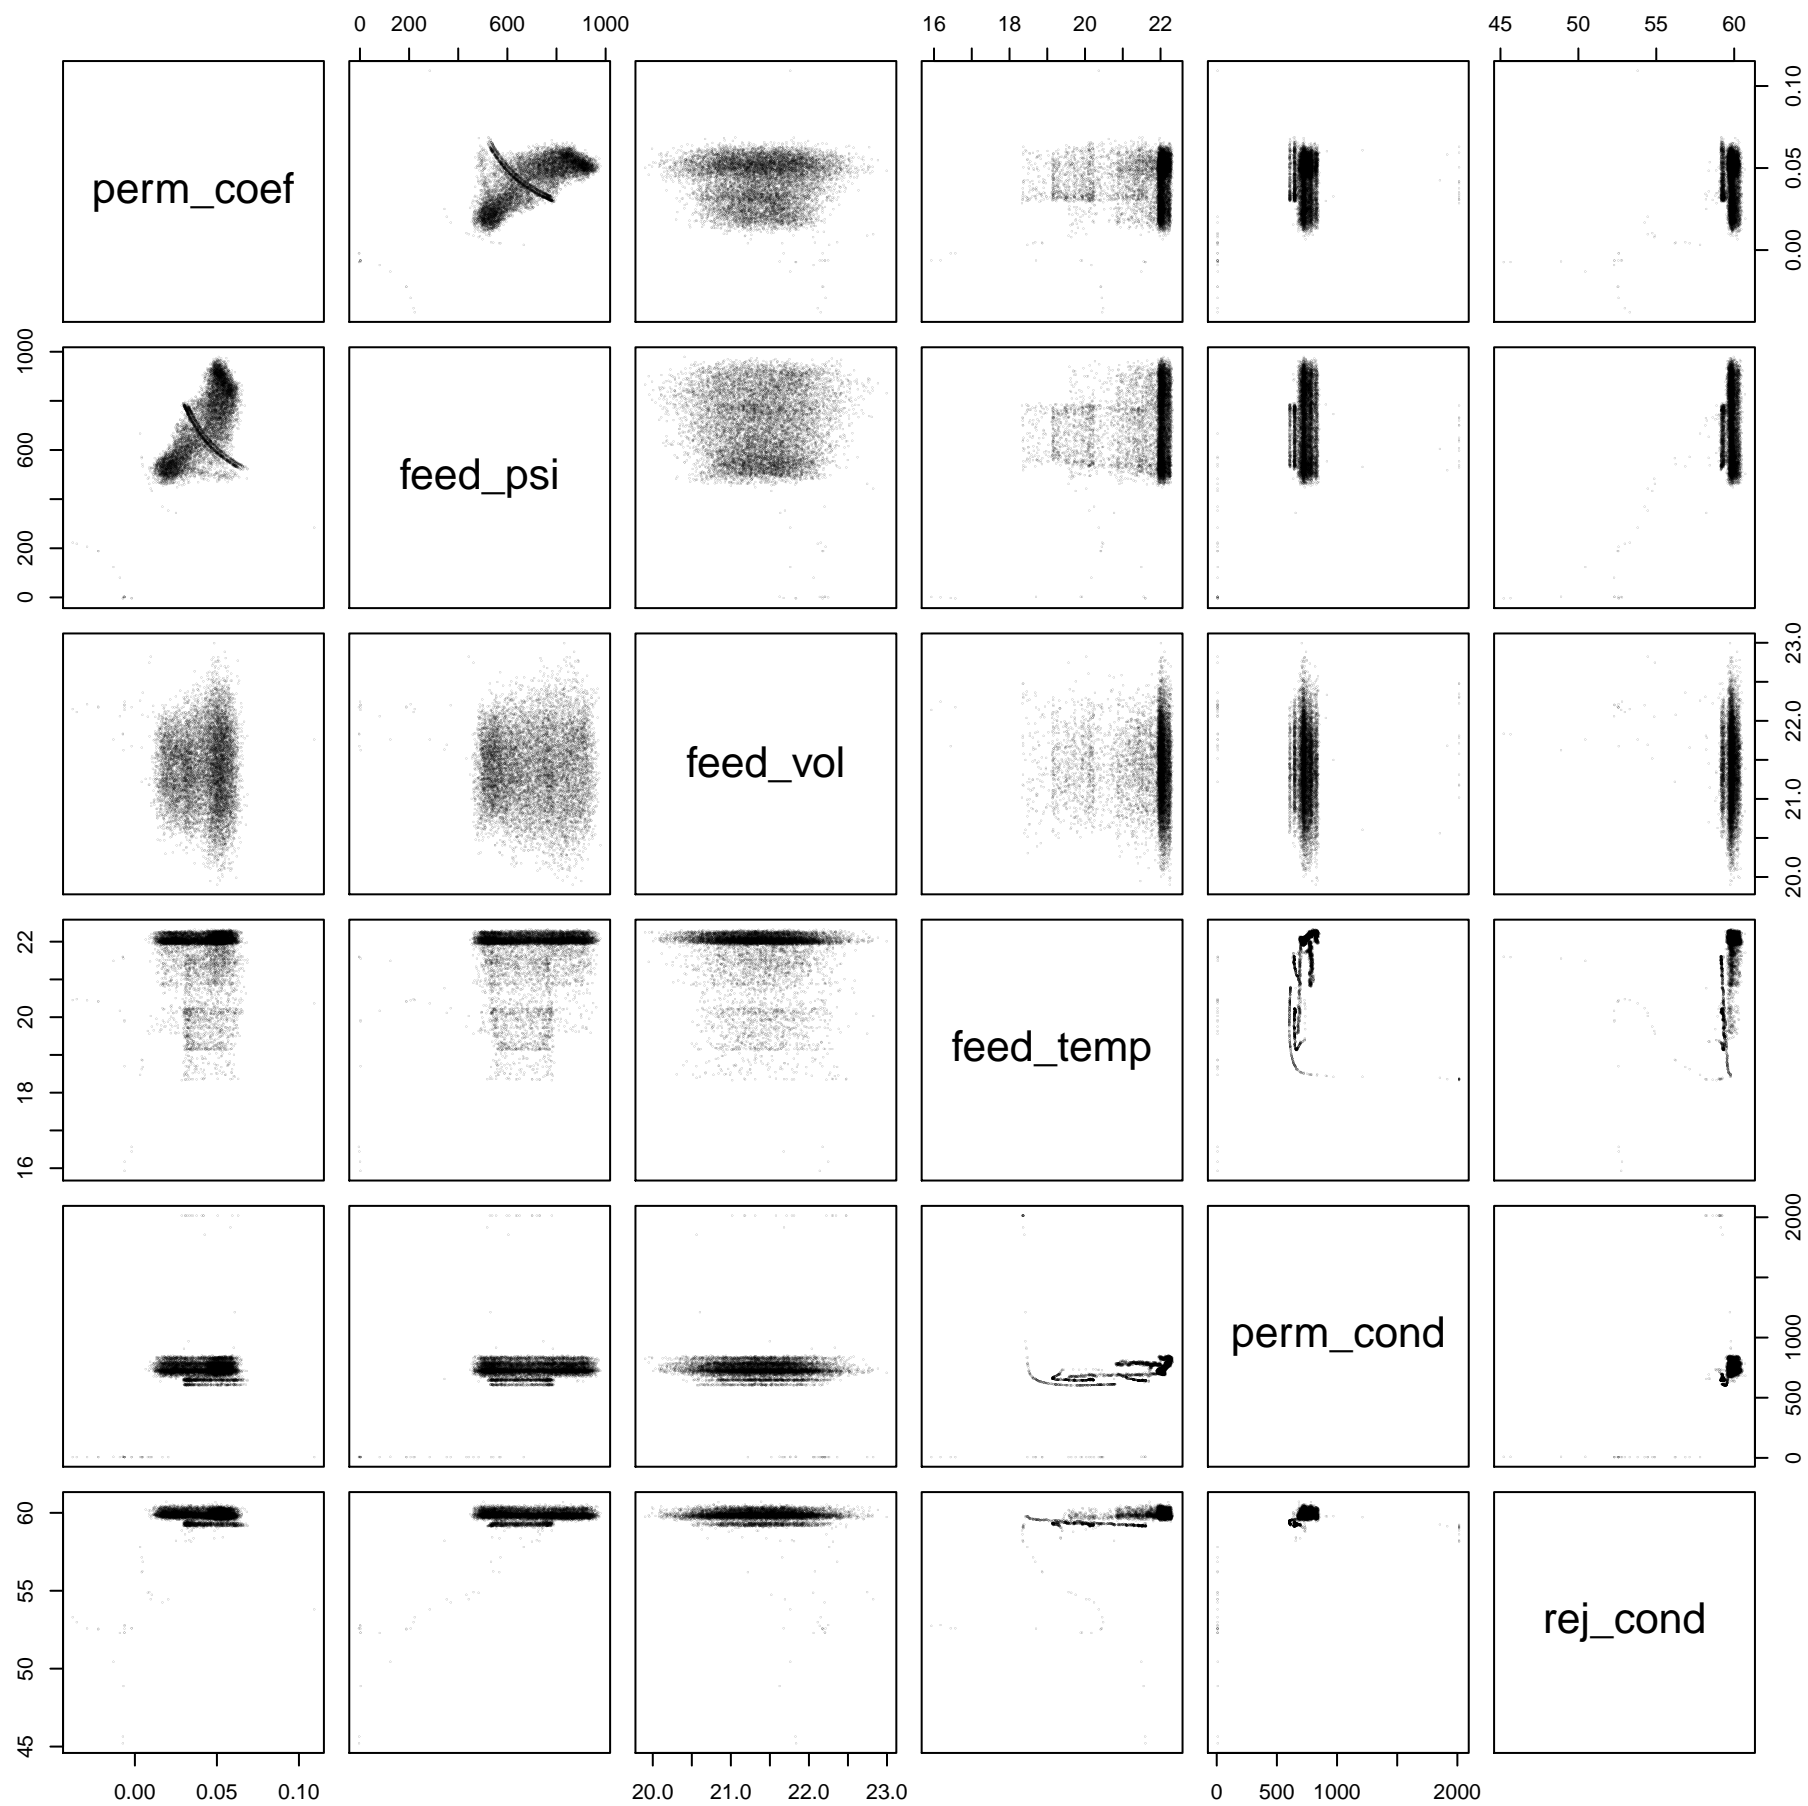 0 200 600 1000 16 18 20 22 45 50 55 60
perm_coef
0.00 0.05 0.10
feed_psi
0 200 600 1000
feed_vol
20.0 21.0 22.0 23.0
feed_temp
16 18 20 22
perm_cond
0 500 1000 2000
rej_cond
45 50 55 60
0.00 0.05 0.10 20.0 21.0 22.0 23.0 0 500 1000 2000